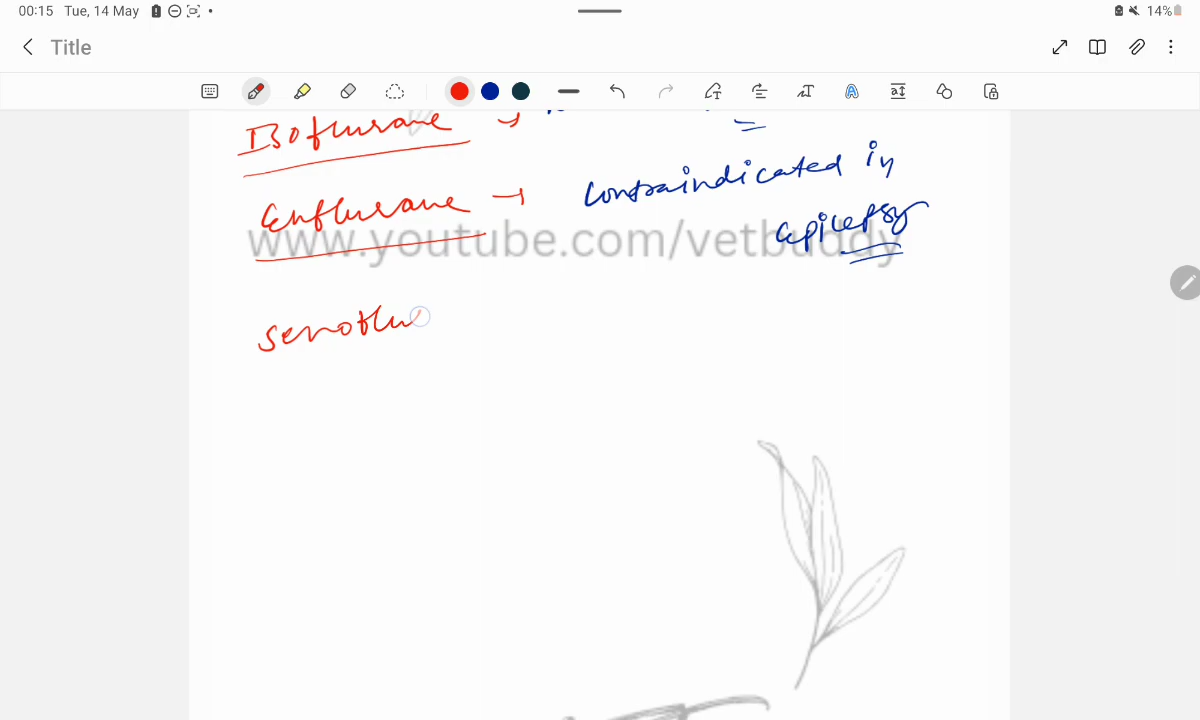 00:15 Tue, 14 May 14%
Title
Isoflurane →
Enflurane → Contraindicated in
epilepsy
www.youtube.com/vetbuddy
sevoflu